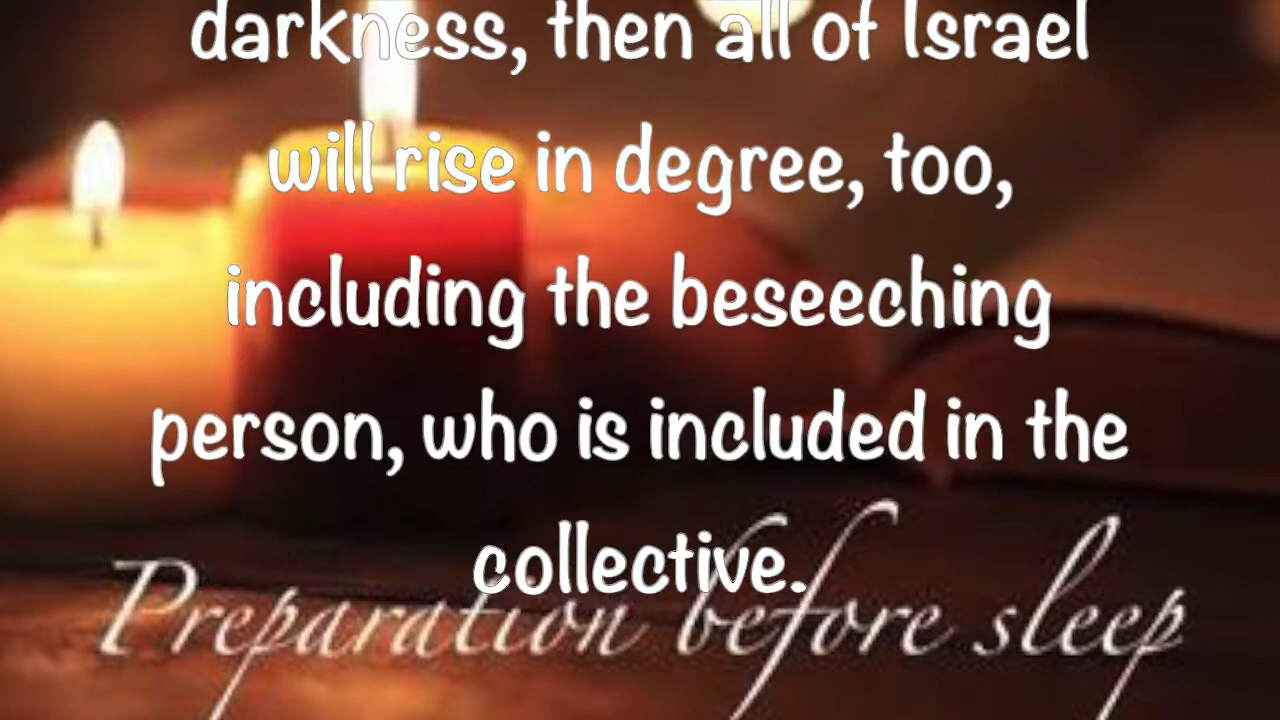 darkness, then all of Israel
will rise in degree, too,
including the beseeching
person, who is included in the
collective.
Preparation before sleep